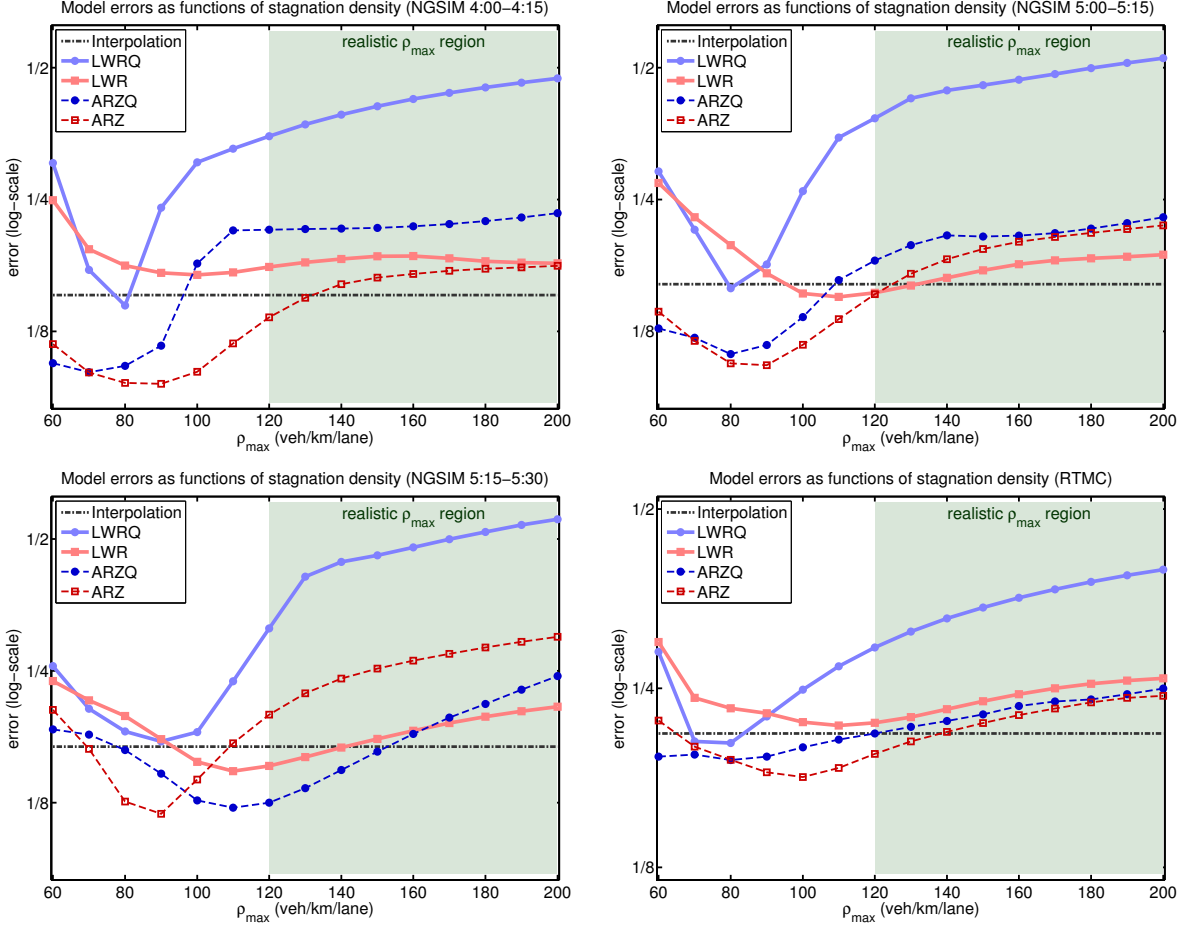 Model errors as functions of stagnation density (NGSIM 4:00−4:15)
realistic ρmax region
Interpolation
LWRQ
LWR
ARZQ
ARZ
1/2
1/4
1/8
error (log−scale)
60 80 100 120 140 160 180 200
ρmax (veh/km/lane)
Model errors as functions of stagnation density (NGSIM 5:00−5:15)
realistic ρmax region
Interpolation
LWRQ
LWR
ARZQ
ARZ
1/2
1/4
1/8
error (log−scale)
60 80 100 120 140 160 180 200
ρmax (veh/km/lane)
Model errors as functions of stagnation density (NGSIM 5:15−5:30)
realistic ρmax region
Interpolation
LWRQ
LWR
ARZQ
ARZ
1/2
1/4
1/8
error (log−scale)
60 80 100 120 140 160 180 200
ρmax (veh/km/lane)
Model errors as functions of stagnation density (RTMC)
realistic ρmax region
Interpolation
LWRQ
LWR
ARZQ
ARZ
1/2
1/4
1/8
error (log−scale)
60 80 100 120 140 160 180 200
ρmax (veh/km/lane)